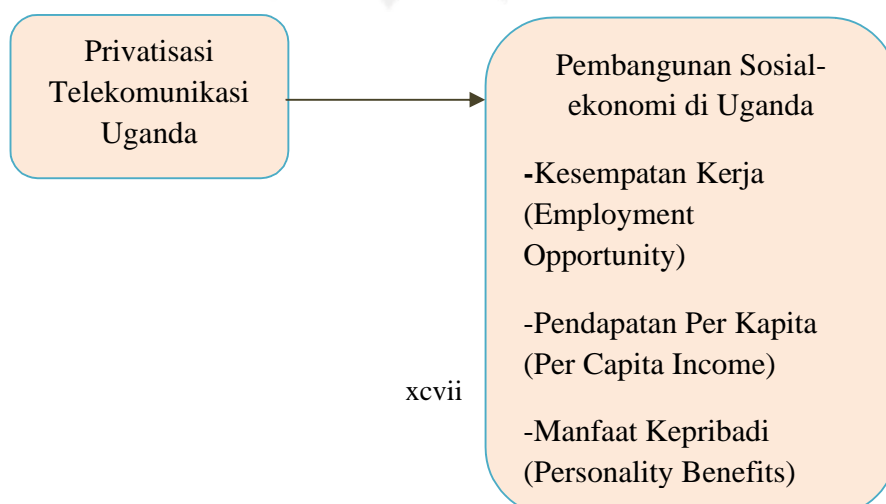 Privatisasi
Telekomunikasi
Uganda
Pembangunan Sosial-
ekonomi di Uganda
-Kesempatan Kerja
(Employment
Opportunity)
-Pendapatan Per Kapita
(Per Capita Income)
xcvii
-Manfaat Kepribadi
(Personality Benefits)